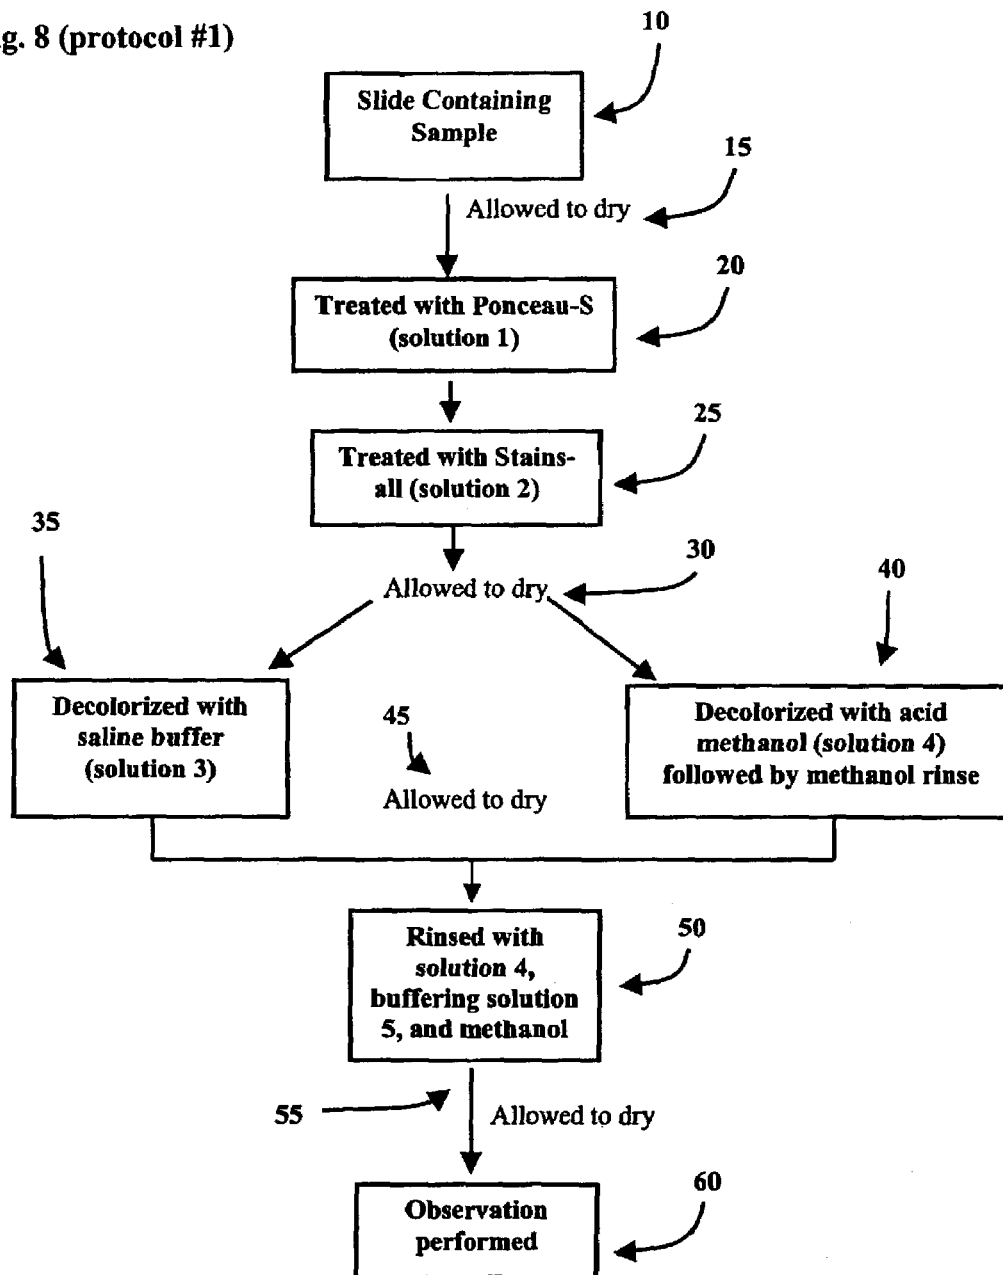 g. 8 (protocol #1)
10
Slide Containing
Sample
15
Allowed to dry
20
Treated with Ponceau-S
(solution 1)
25
Treated with Stains-
all (solution 2)
30
Allowed to dry
35
40
Decolorized with
saline buffer
(solution 3)
45
Allowed to dry
Decolorized with acid
methanol (solution 4)
followed by methanol rinse
50
Rinsed with
solution 4,
buffering solution
5, and methanol
55
Allowed to dry
60
Observation
performed